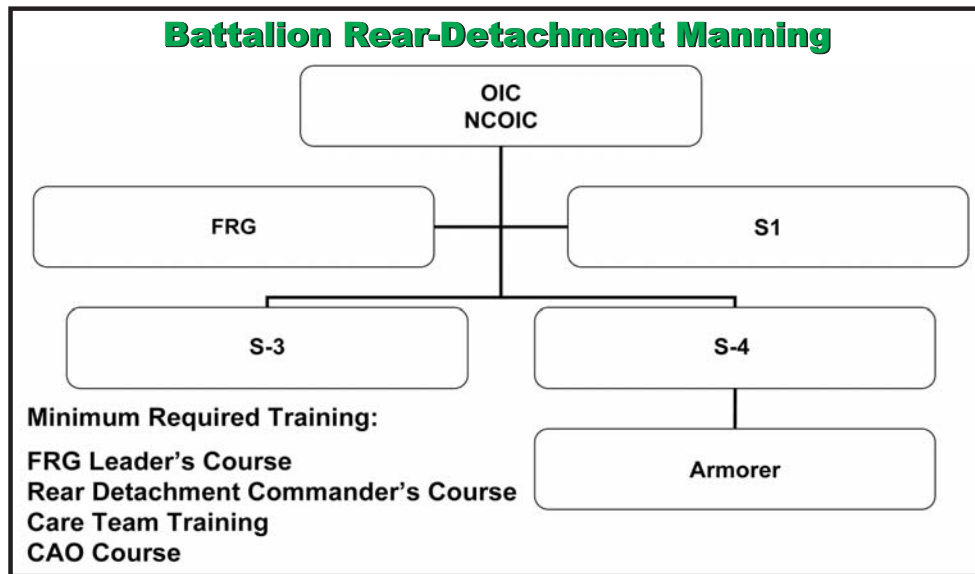 Battalion Rear-Detachment Manning
OIC
NCOIC
FRG
S1
S-3
S-4
Armorer
Minimum Required Training:
FRG Leader's Course
Rear Detachment Commander's Course
Care Team Training
CAO Course